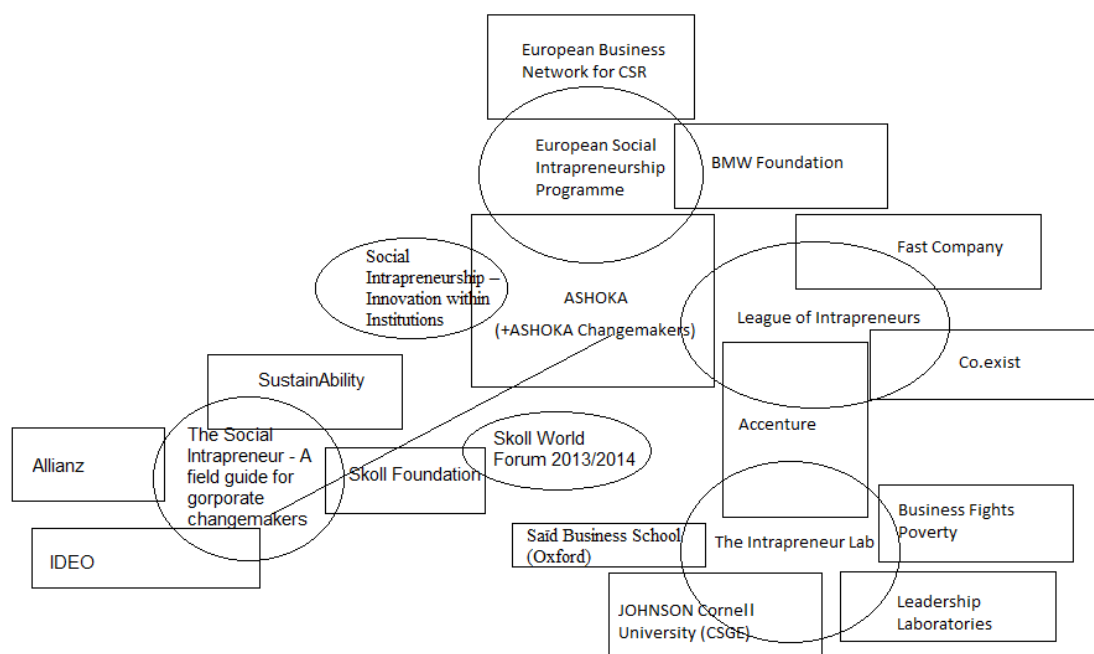 European Business
Network for CSR
European Social
Intrapreneurship
Programme
BMW Foundation
Fast Company
Social
Intrapreneurship –
Innovation within
Institutions
ASHOKA
(+ASHOKA Changemakers)
League of Intrapreneurs
Co.exist
SustainAbility
Accenture
The Social
Intrapreneur - A
field guide for
gorporate
changemakers
Allianz
Skoll Foundation
Skoll World
Forum 2013/2014
IDEO
Saïd Business School
(Oxford)
The Intrapreneur Lab
Business Fights
Poverty
JOHNSON Cornell
University (CSGE)
Leadership
Laboratories